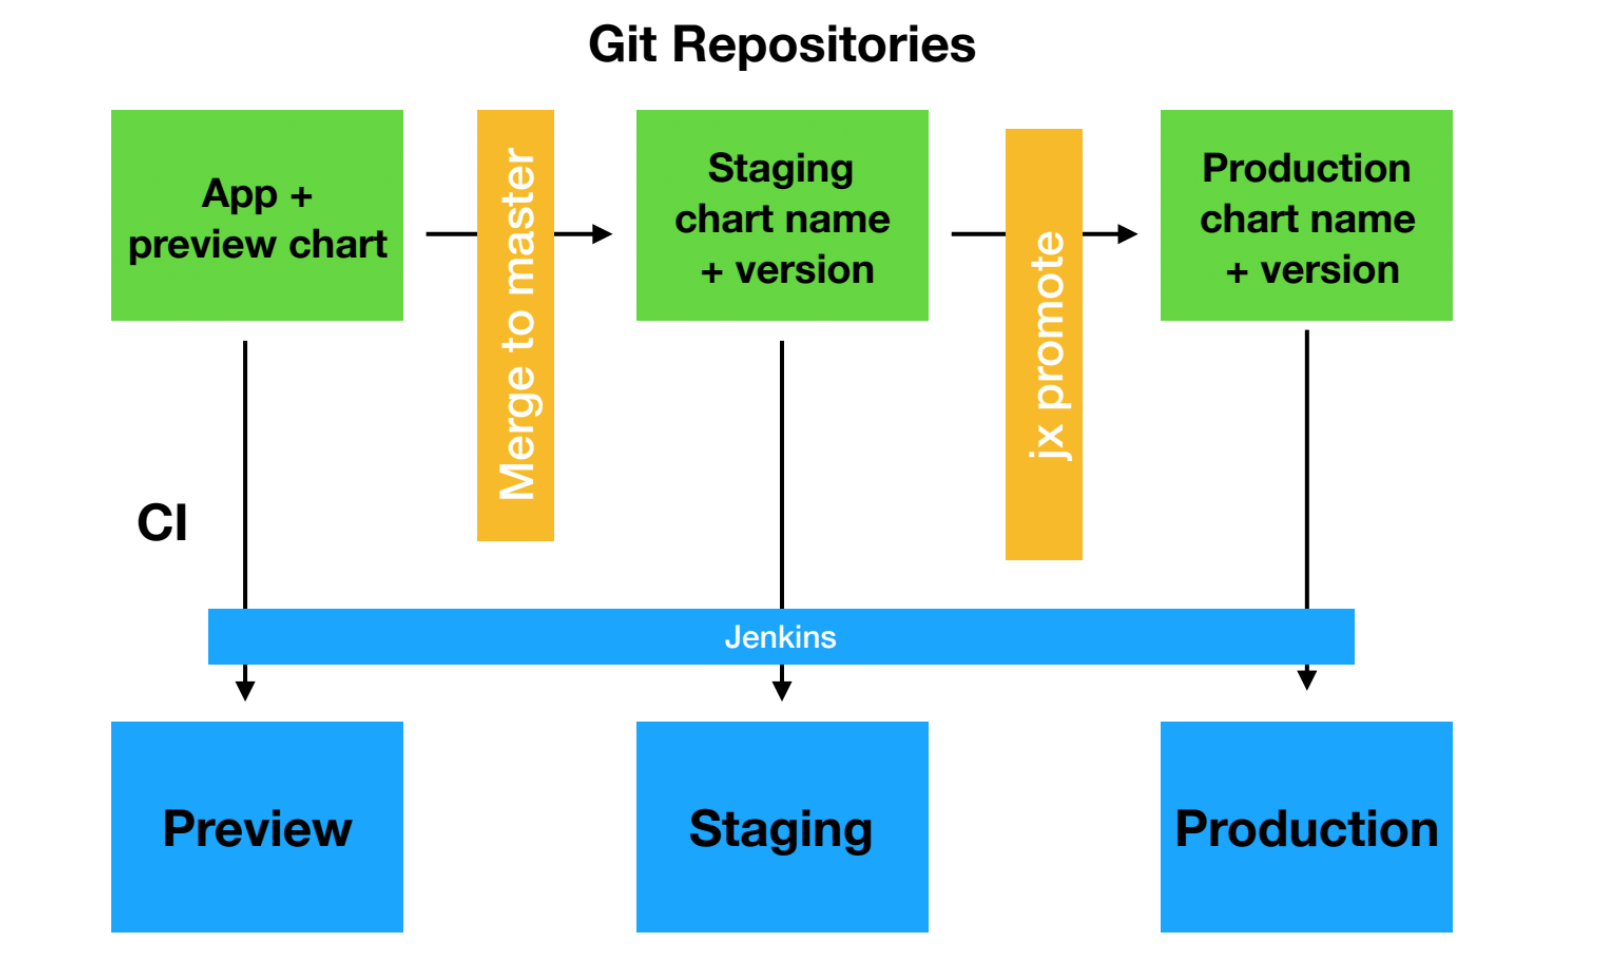 Git Repositories
App +
preview chart
Merge to master
Staging
chart name
+ version
jx promote
Production
chart name
+ version
CI
Jenkins
Preview
Staging
Production